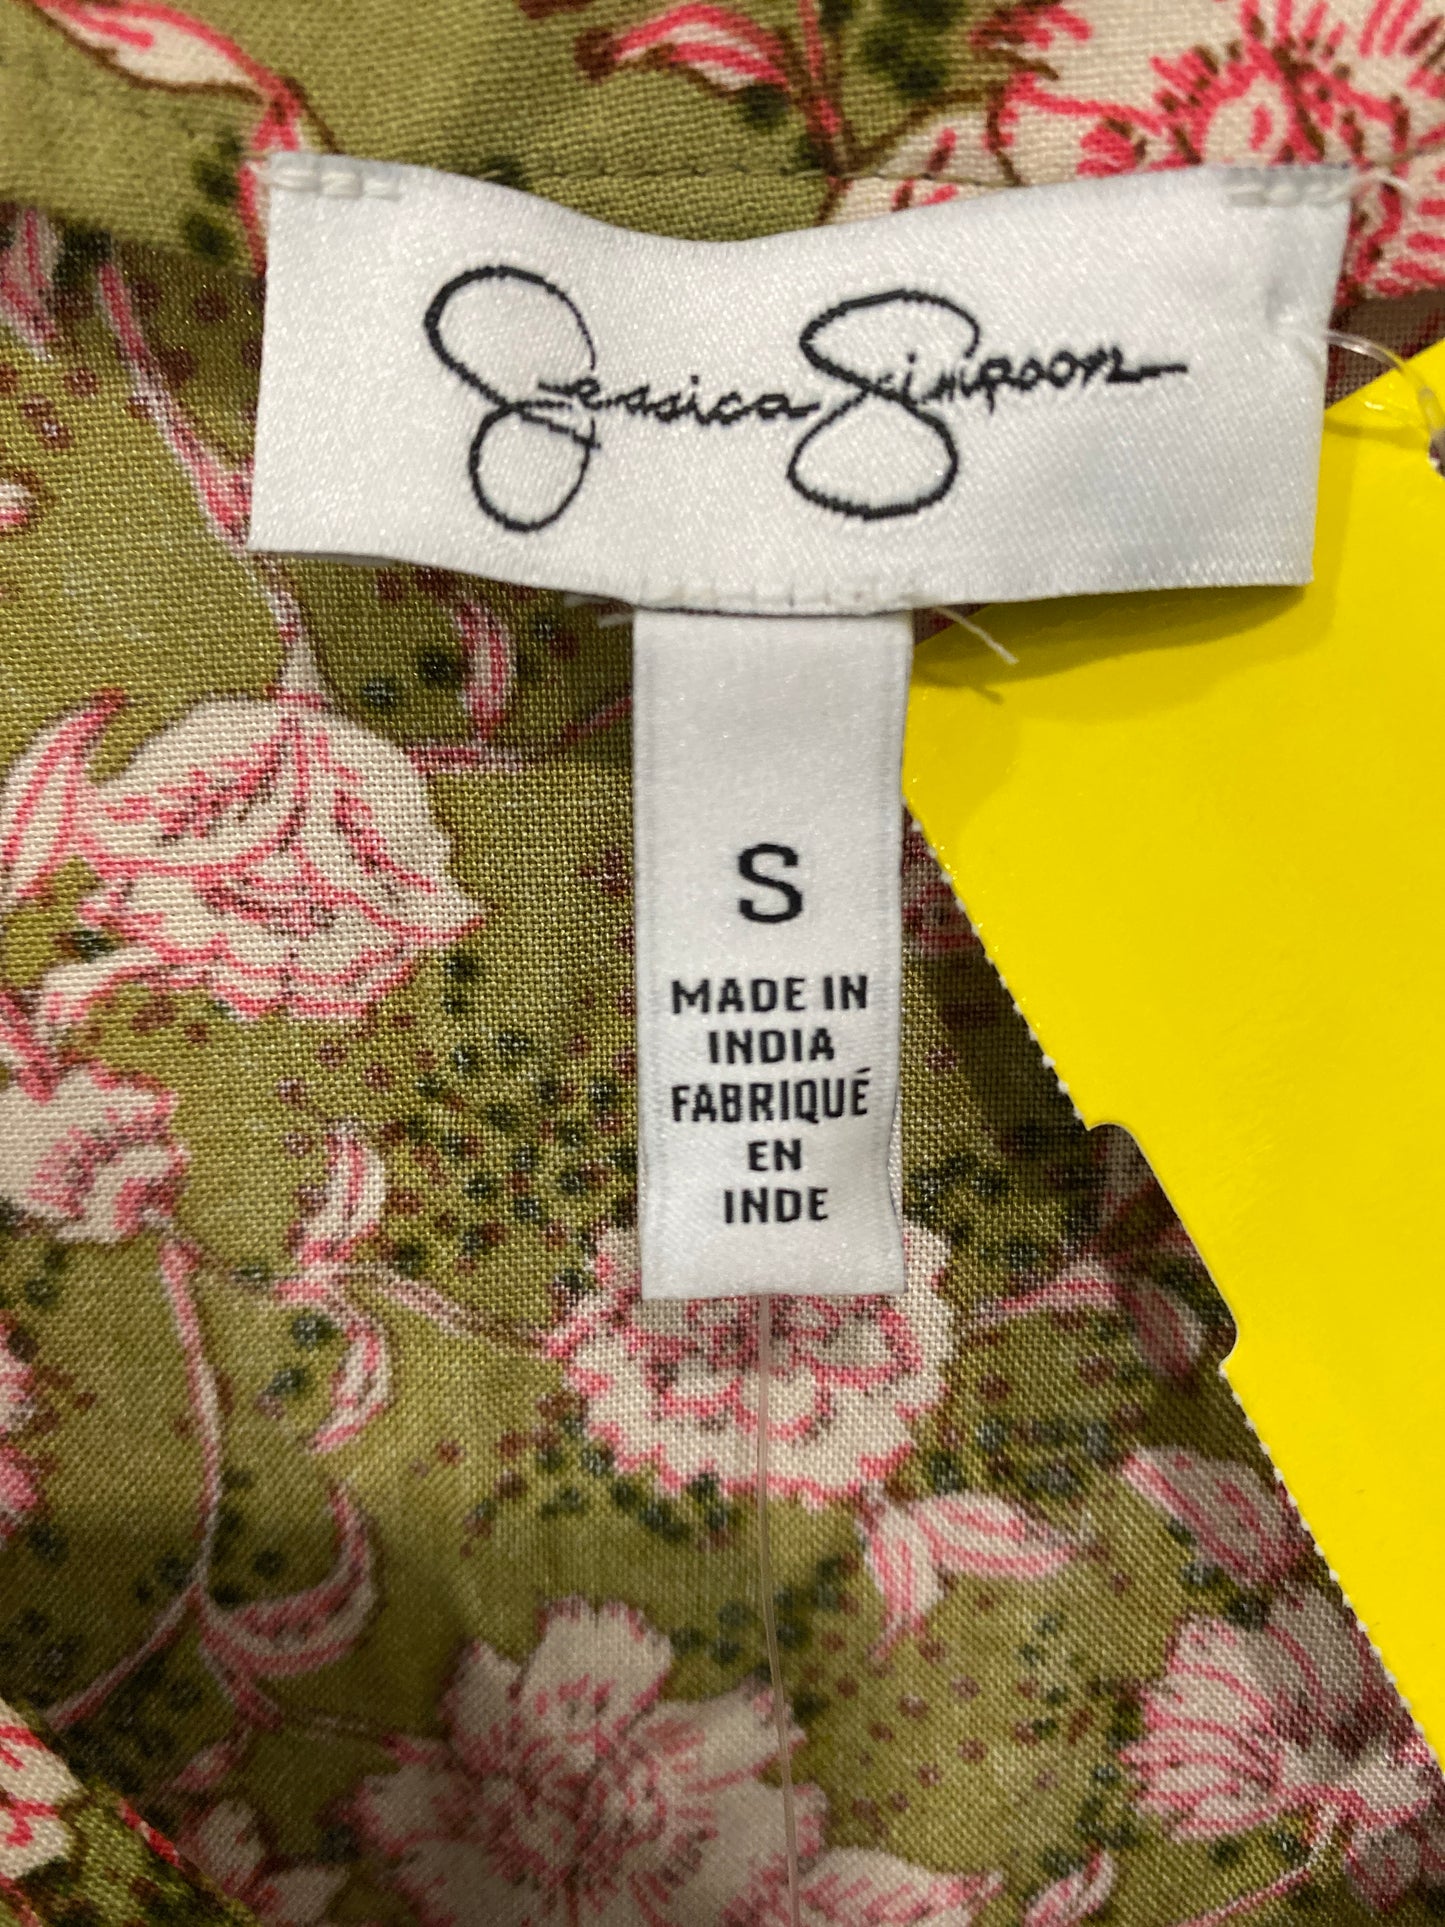 Jessica Simpson
S
MADE IN
INDIA
FABRIQUÉ
EN
INDE